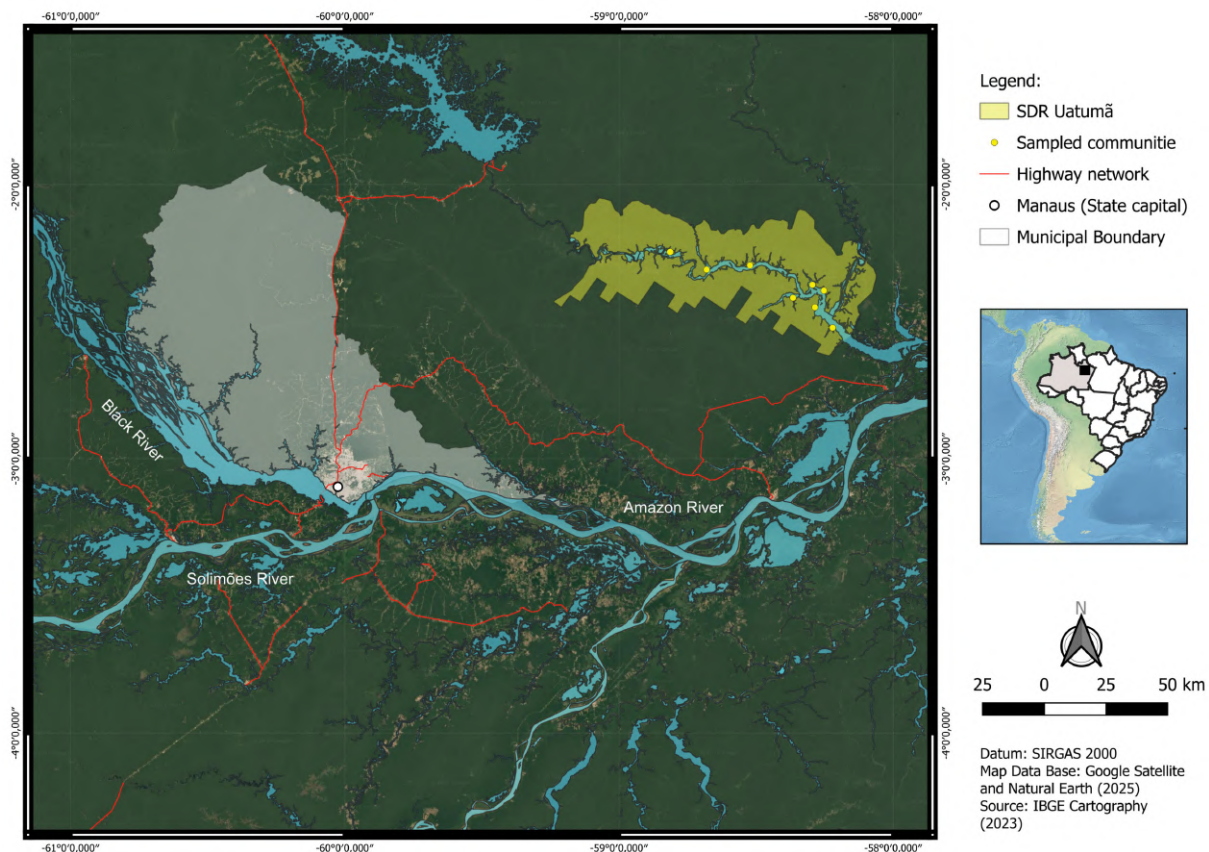 -61°0'0,000"
-60°0'0,000"
-59°0'0,000"
-58°0'0,000"
-2°0'0,000"
-2°0'0,000"
-3°0'0,000"
-3°0'0,000"
-4°0'0,000"
-4°0'0,000"
Black River
Solimões River
Amazon River
-61°0'0,000"
-60°0'0,000"
-59°0'0,000"
-58°0'0,000"
Legend:
SDR Uatumã
Sampled communitie
Highway network
Manaus (State capital)
Municipal Boundary
N
25 0 25 50 km
Datum: SIRGAS 2000
Map Data Base: Google Satellite
and Natural Earth (2025)
Source: IBGE Cartography
(2023)